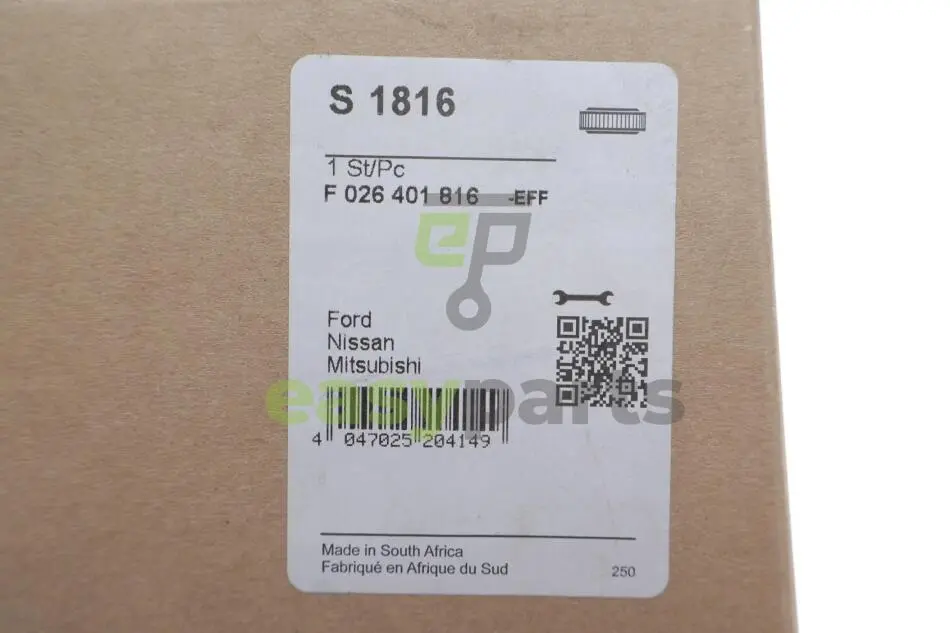 S 1816
1 St/Pc
F 026 401 816 -EFF
ep
Ford
Nissan
Mitsubishi
easyparts
4 047025 204149
Made in South Africa
Fabriqué en Afrique du Sud 250